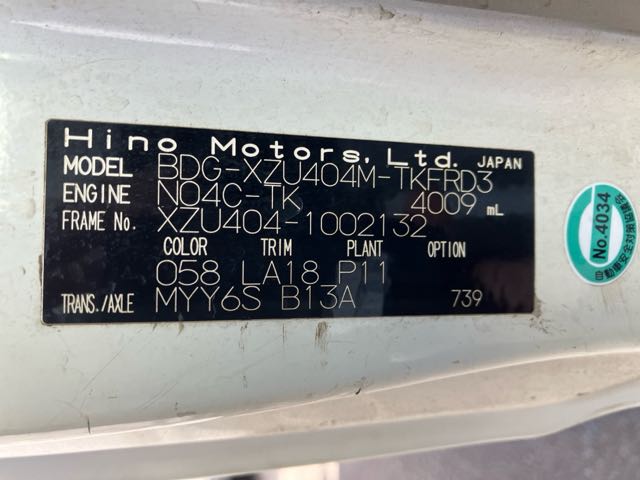 Hino Motors, Ltd. JAPAN
MODEL BDG-XZU404M-TKFRD3
ENGINE N04C-TK 4009 mL
FRAME No. XZU404-1002132
COLOR TRIM PLANT OPTION
058 LA18 P11
TRANS./AXLE MYY6S B13A 739
No.4034